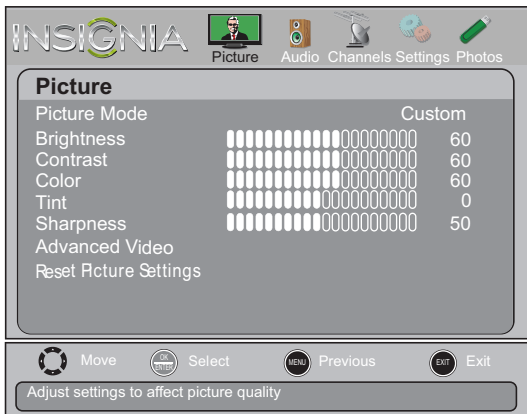 INSIGNIA
Picture Audio Channels Settings Photos
Picture
Picture Mode Custom
Brightness 60
Contrast 60
Color 60
Tint 0
Sharpness 50
Advanced Video
Reset Picture Settings
Move OK ENTER Select MENU Previous EXIT Exit
Adjust settings to affect picture quality